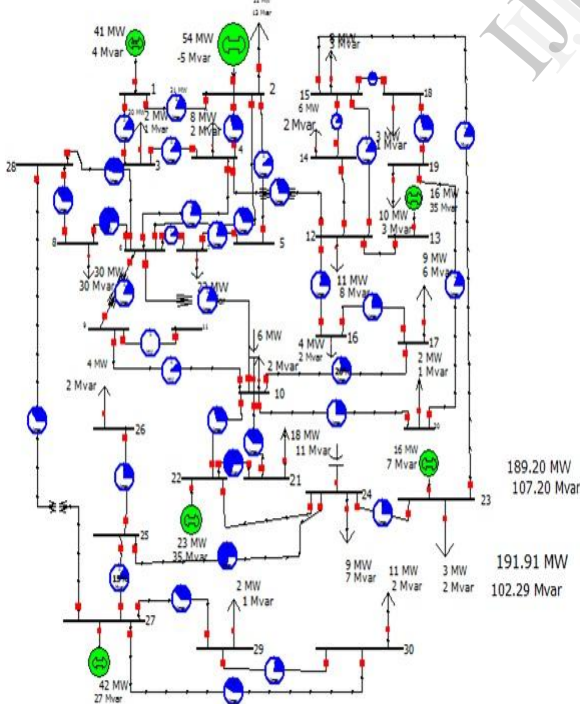 41 MW
4 Mvar
54 MW
-5 Mvar
1
2
2 MW
1 Mvar
8 MW
2 Mvar
3
4
28
8
5
30 MW
30 Mvar
4 MW
6 MW
2 Mvar
10
2 Mvar
26
25
22
21
18 MW
11 Mvar
23 MW
35 Mvar
3 Mvar
15
6 MW
18
2 Mvar
14
3 MW
1 Mvar
19
16 MW
35 Mvar
10 MW
3 Mvar
13
12
11 MW
8 Mvar
9 MW
6 Mvar
4 MW
2 Mvar
16
17
2 MW
1 Mvar
16 MW
7 Mvar
24
23
9 MW
7 Mvar
3 MW
2 Mvar
189.20 MW
107.20 Mvar
191.91 MW
102.29 Mvar
27
42 MW
27 Mvar
2 MW
1 Mvar
29
11 MW
2 Mvar
30